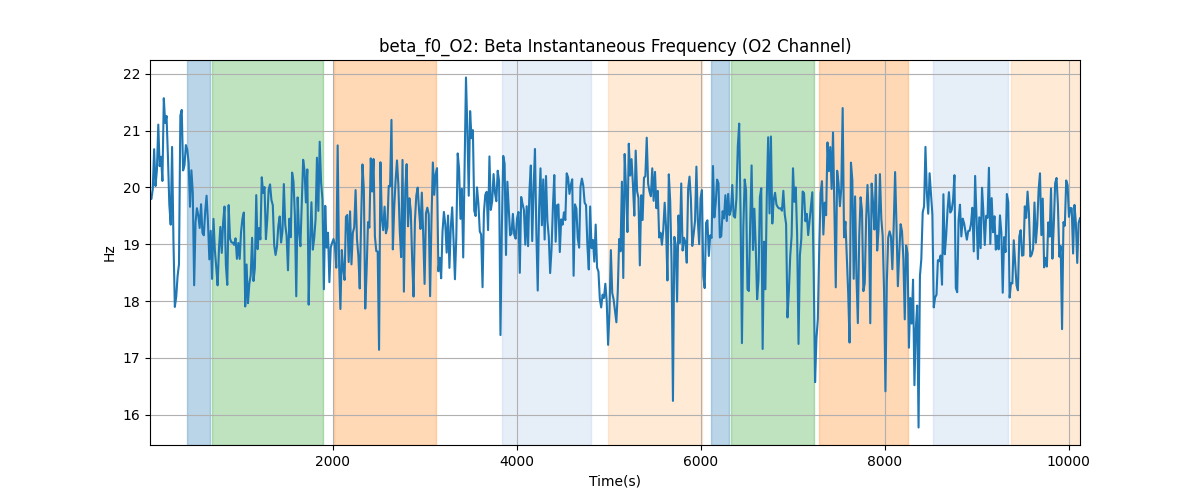 beta_f0_O2: Beta Instantaneous Frequency (O2 Channel)
22
21
20
19
18
17
16
Hz
2000 4000 6000 8000 10000
Time(s)